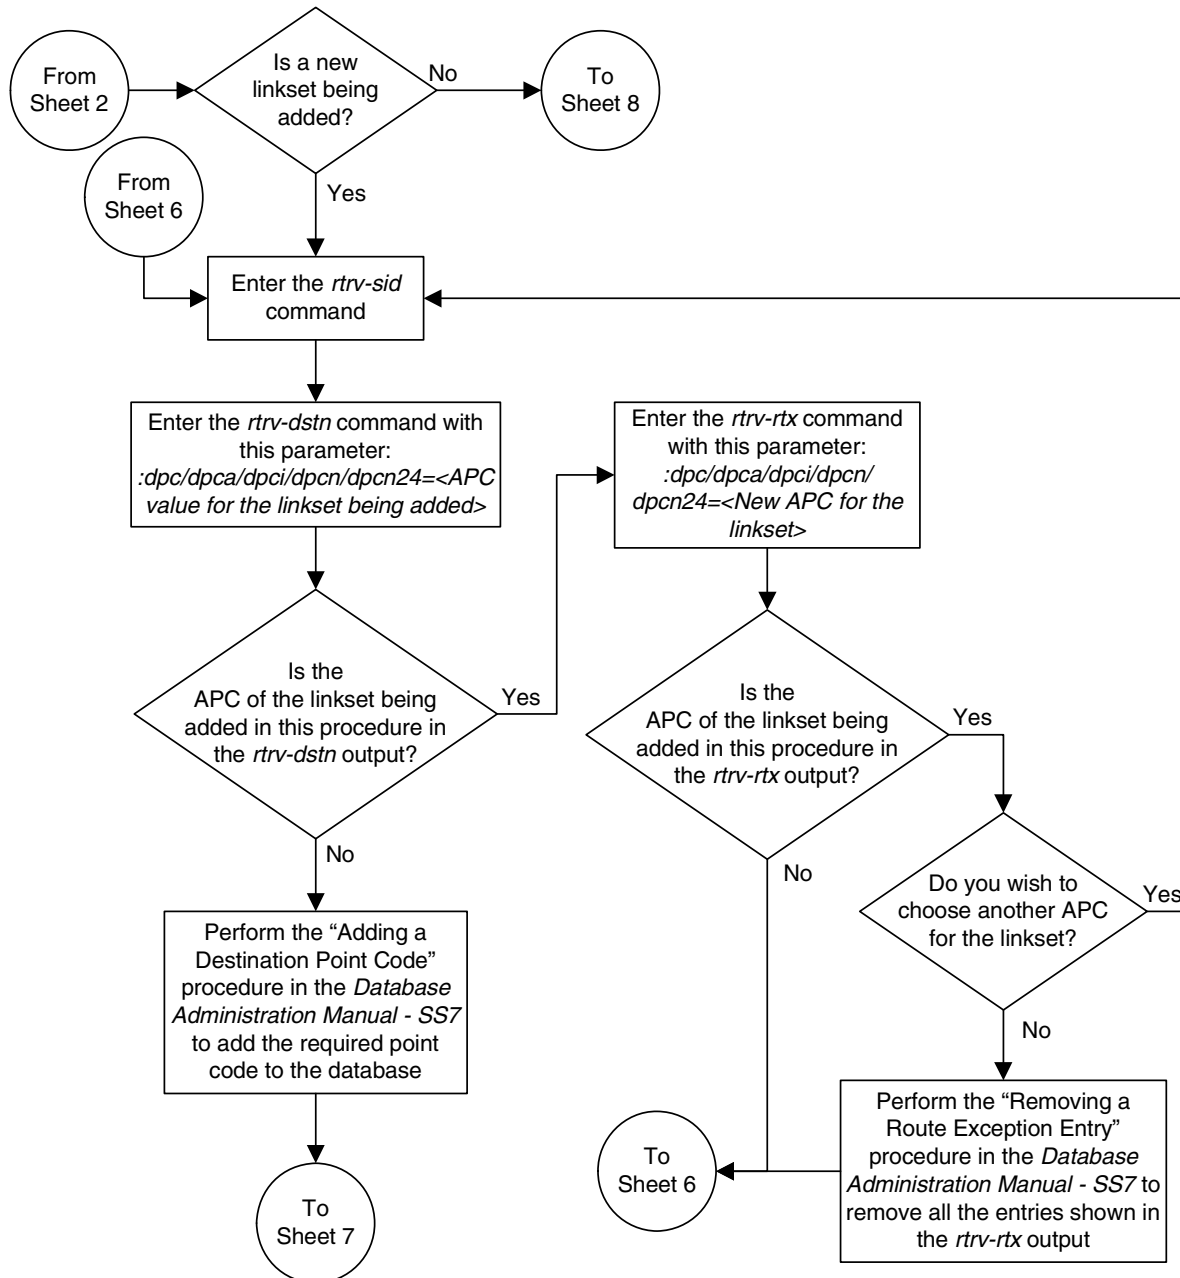 From
Sheet 2
Is a new
linkset being
added?
No
To
Sheet 8
From
Sheet 6
Yes
Enter the rtrv-sid
command
Enter the rtrv-dstn command with
this parameter:
:dpc/dpca/dpci/dpcn/dpcn24=<APC
value for the linkset being added>
Enter the rtrv-rtx command
with this parameter:
:dpc/dpca/dpci/dpcn/
dpcn24=<New APC for the
linkset>
Is the
APC of the linkset being
added in this procedure in
the rtrv-dstn output?
Yes
Is the
APC of the linkset being
added in this procedure in
the rtrv-rtx output?
Yes
No
No
Do you wish to
choose another APC
for the linkset?
Yes
No
Perform the “Adding a
Destination Point Code”
procedure in the Database
Administration Manual - SS7
to add the required point
code to the database
Perform the “Removing a
Route Exception Entry”
procedure in the Database
Administration Manual - SS7 to
remove all the entries shown in
the rtrv-rtx output
To
Sheet 6
To
Sheet 7